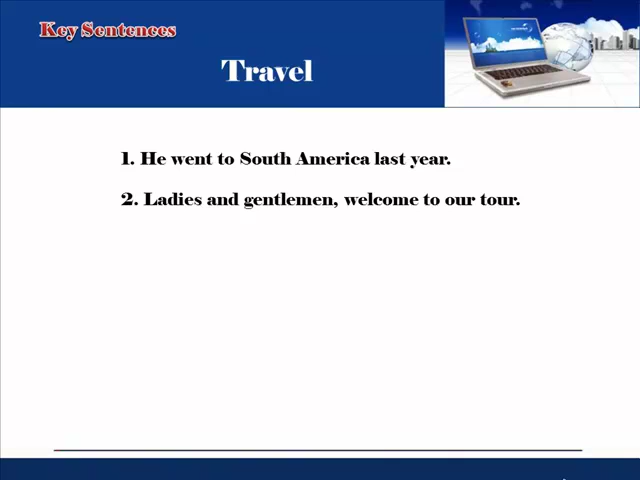 Key Sentences
Travel
1. He went to South America last year.
2. Ladies and gentlemen, welcome to our tour.